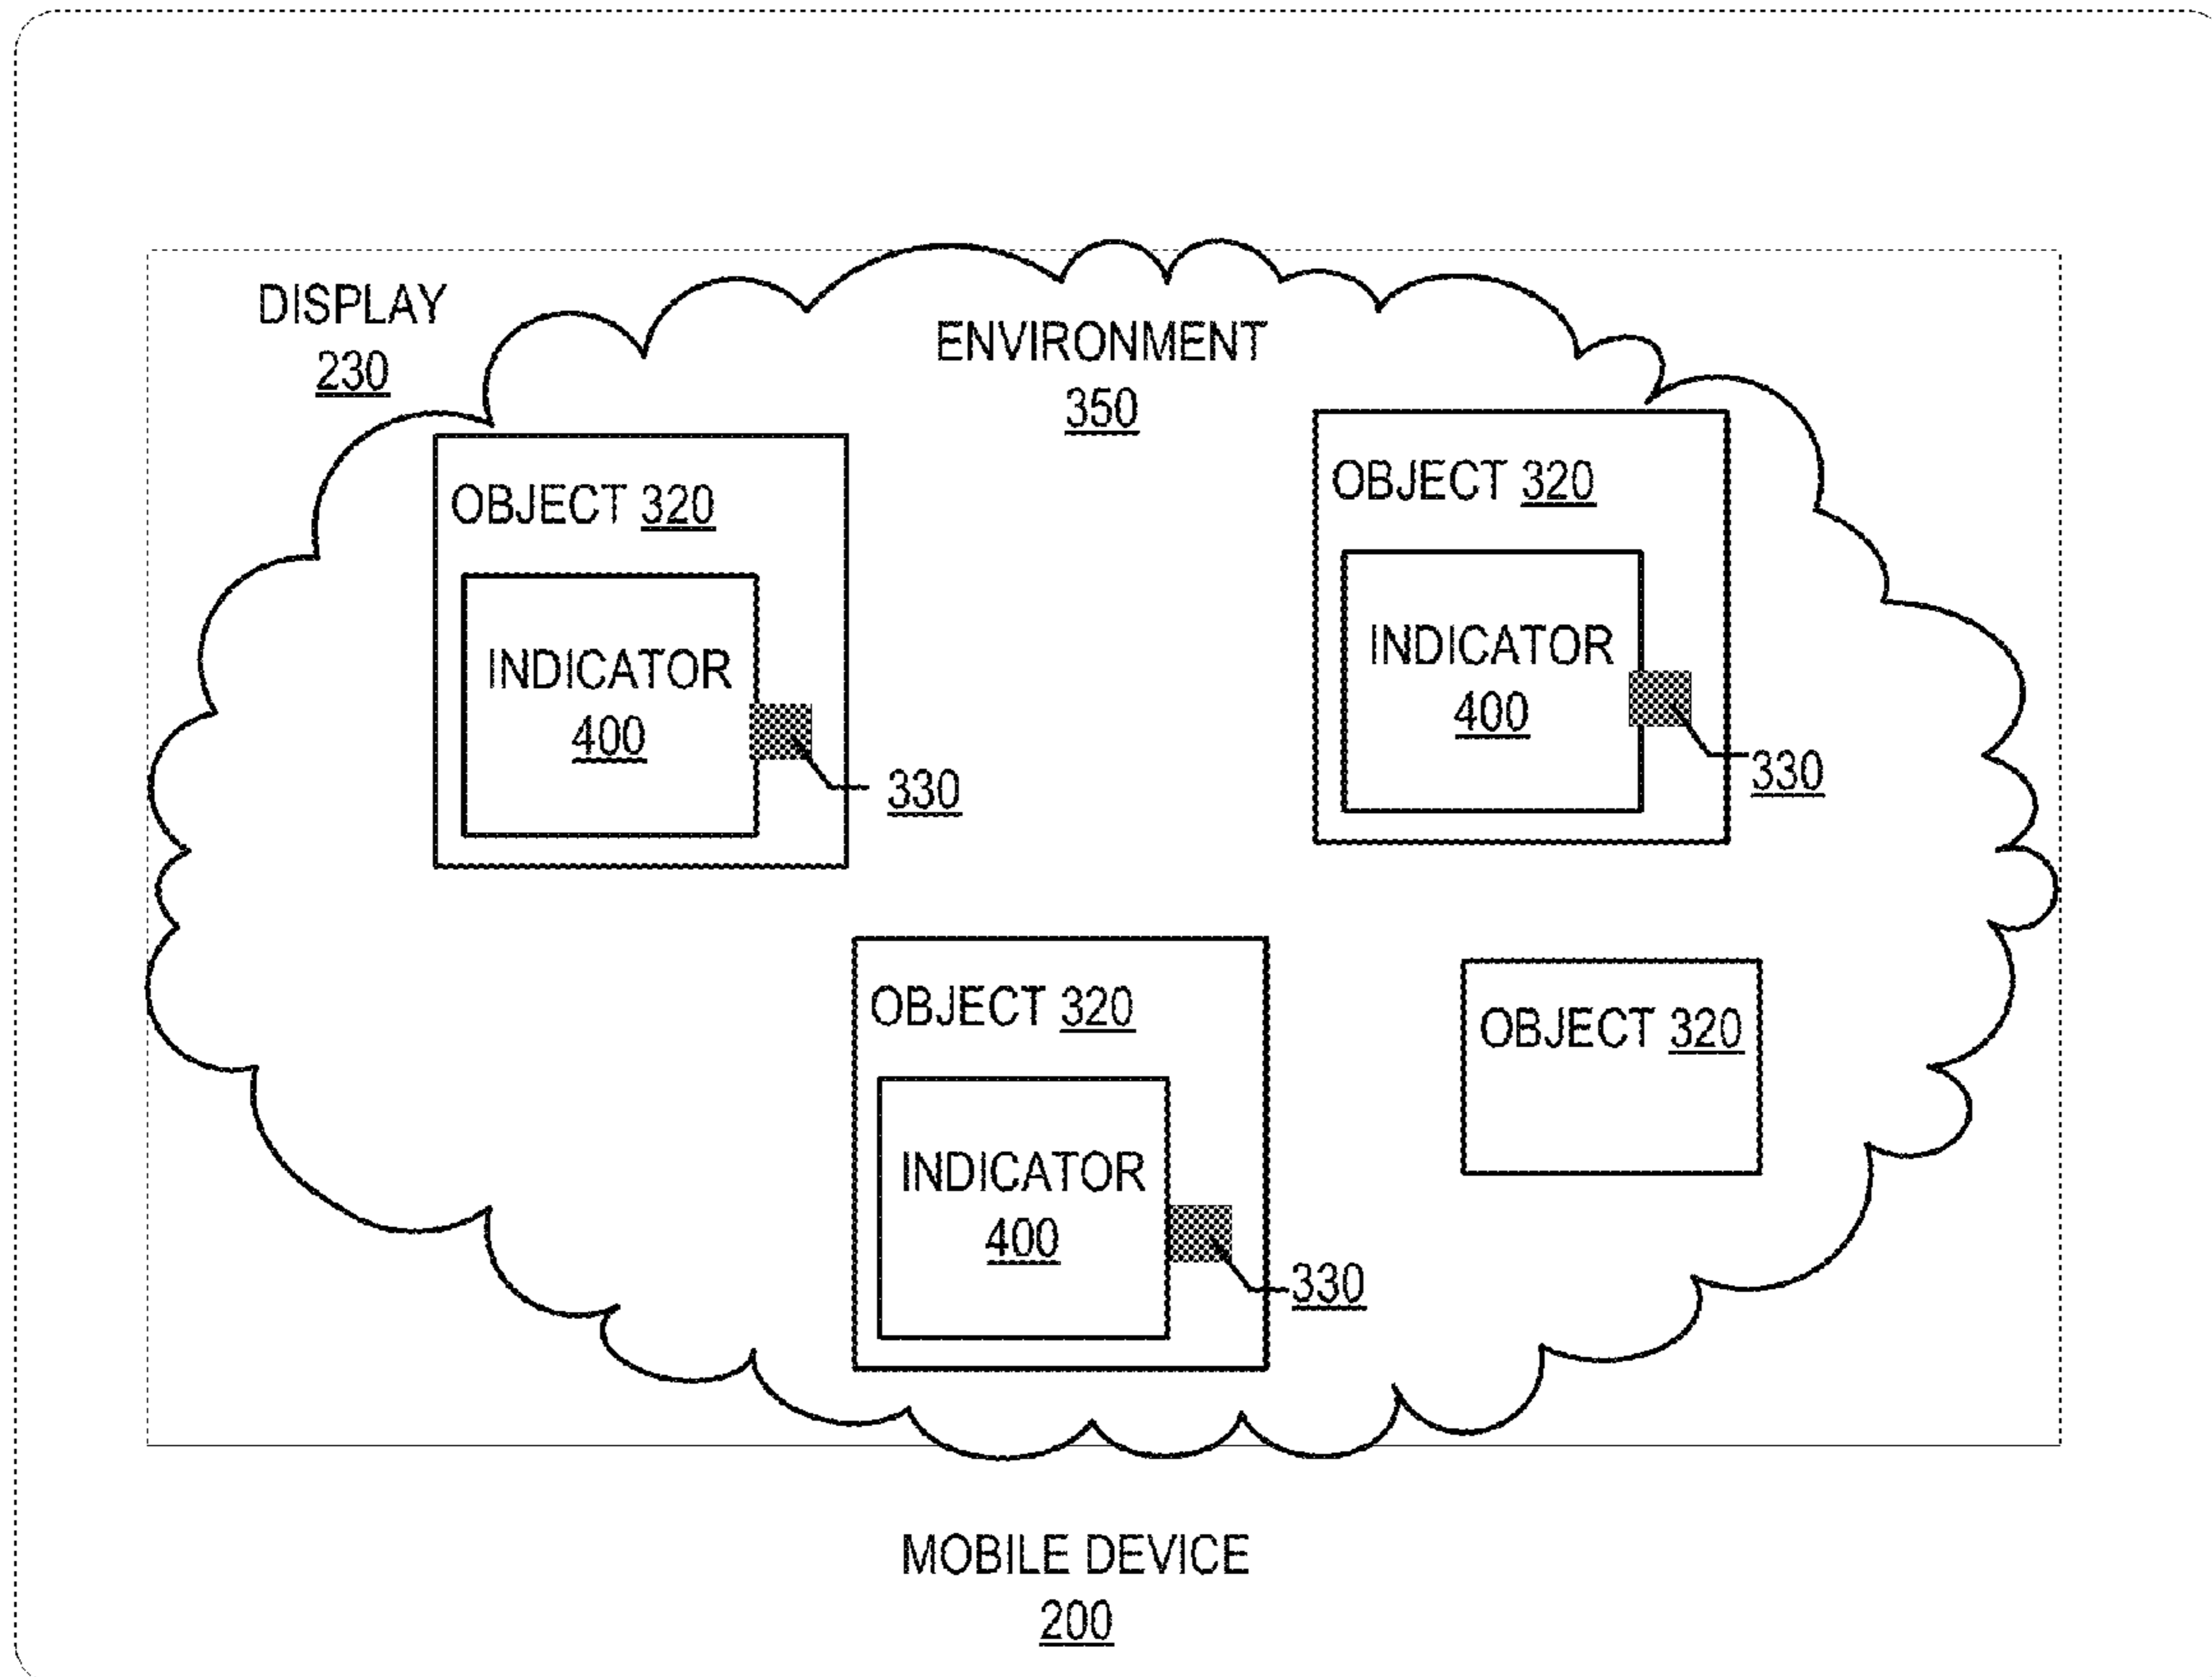 DISPLAY
230
ENVIRONMENT
350
OBJECT 320
INDICATOR
400
330
OBJECT 320
INDICATOR
400
330
OBJECT 320
INDICATOR
400
330
OBJECT 320
MOBILE DEVICE
200